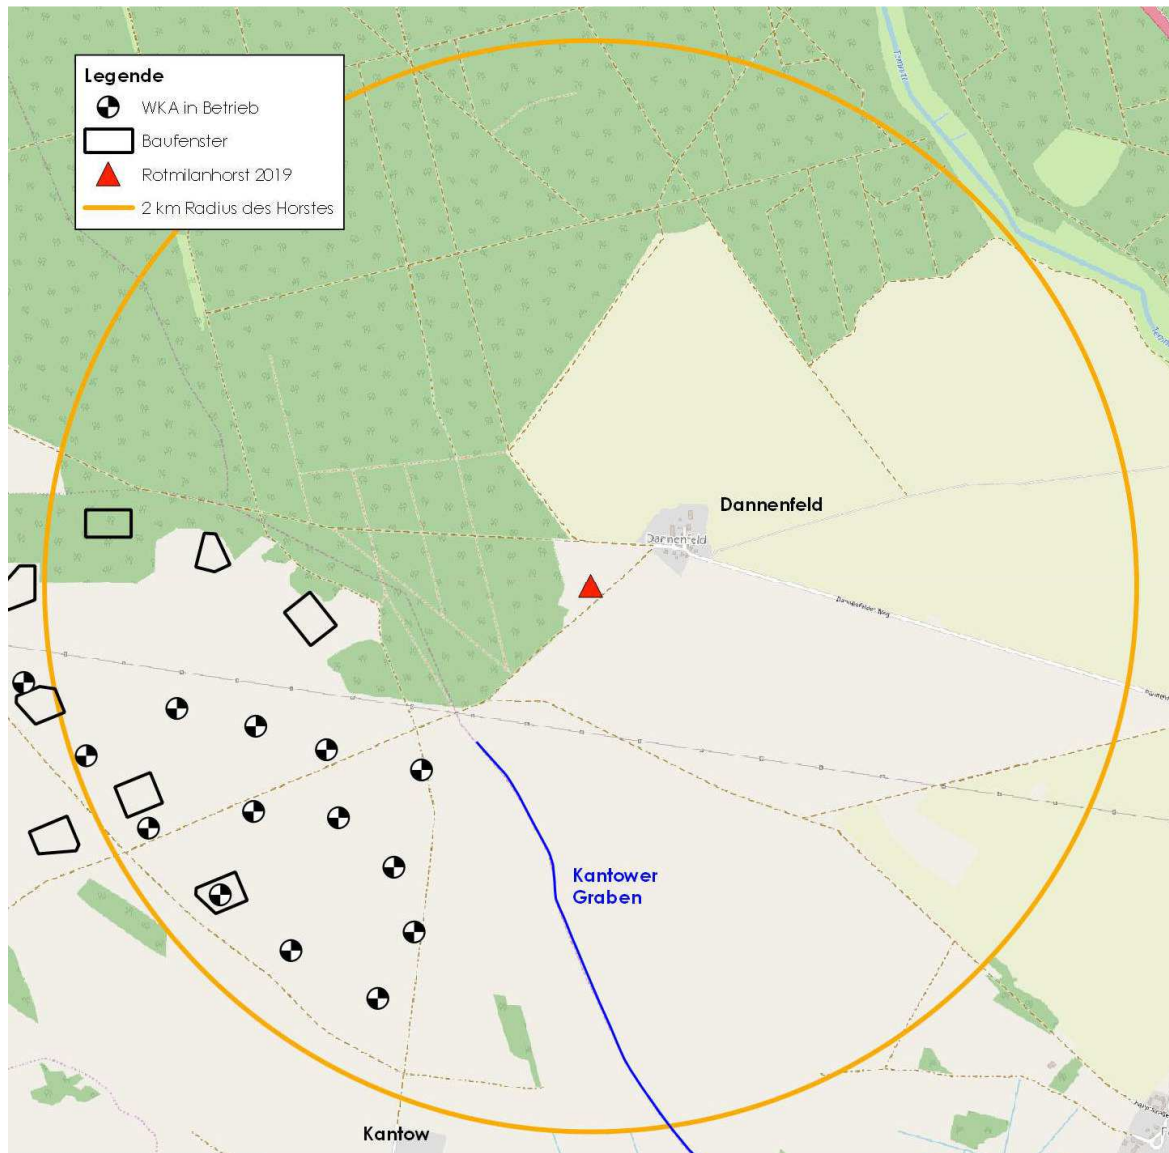 Legende
WKA in Betrieb
Baufenster
Rotmilanhorst 2019
2 km Radius des Horstes
Dannenfeld
Dannenfeld
Kantower
Graben
Kantow